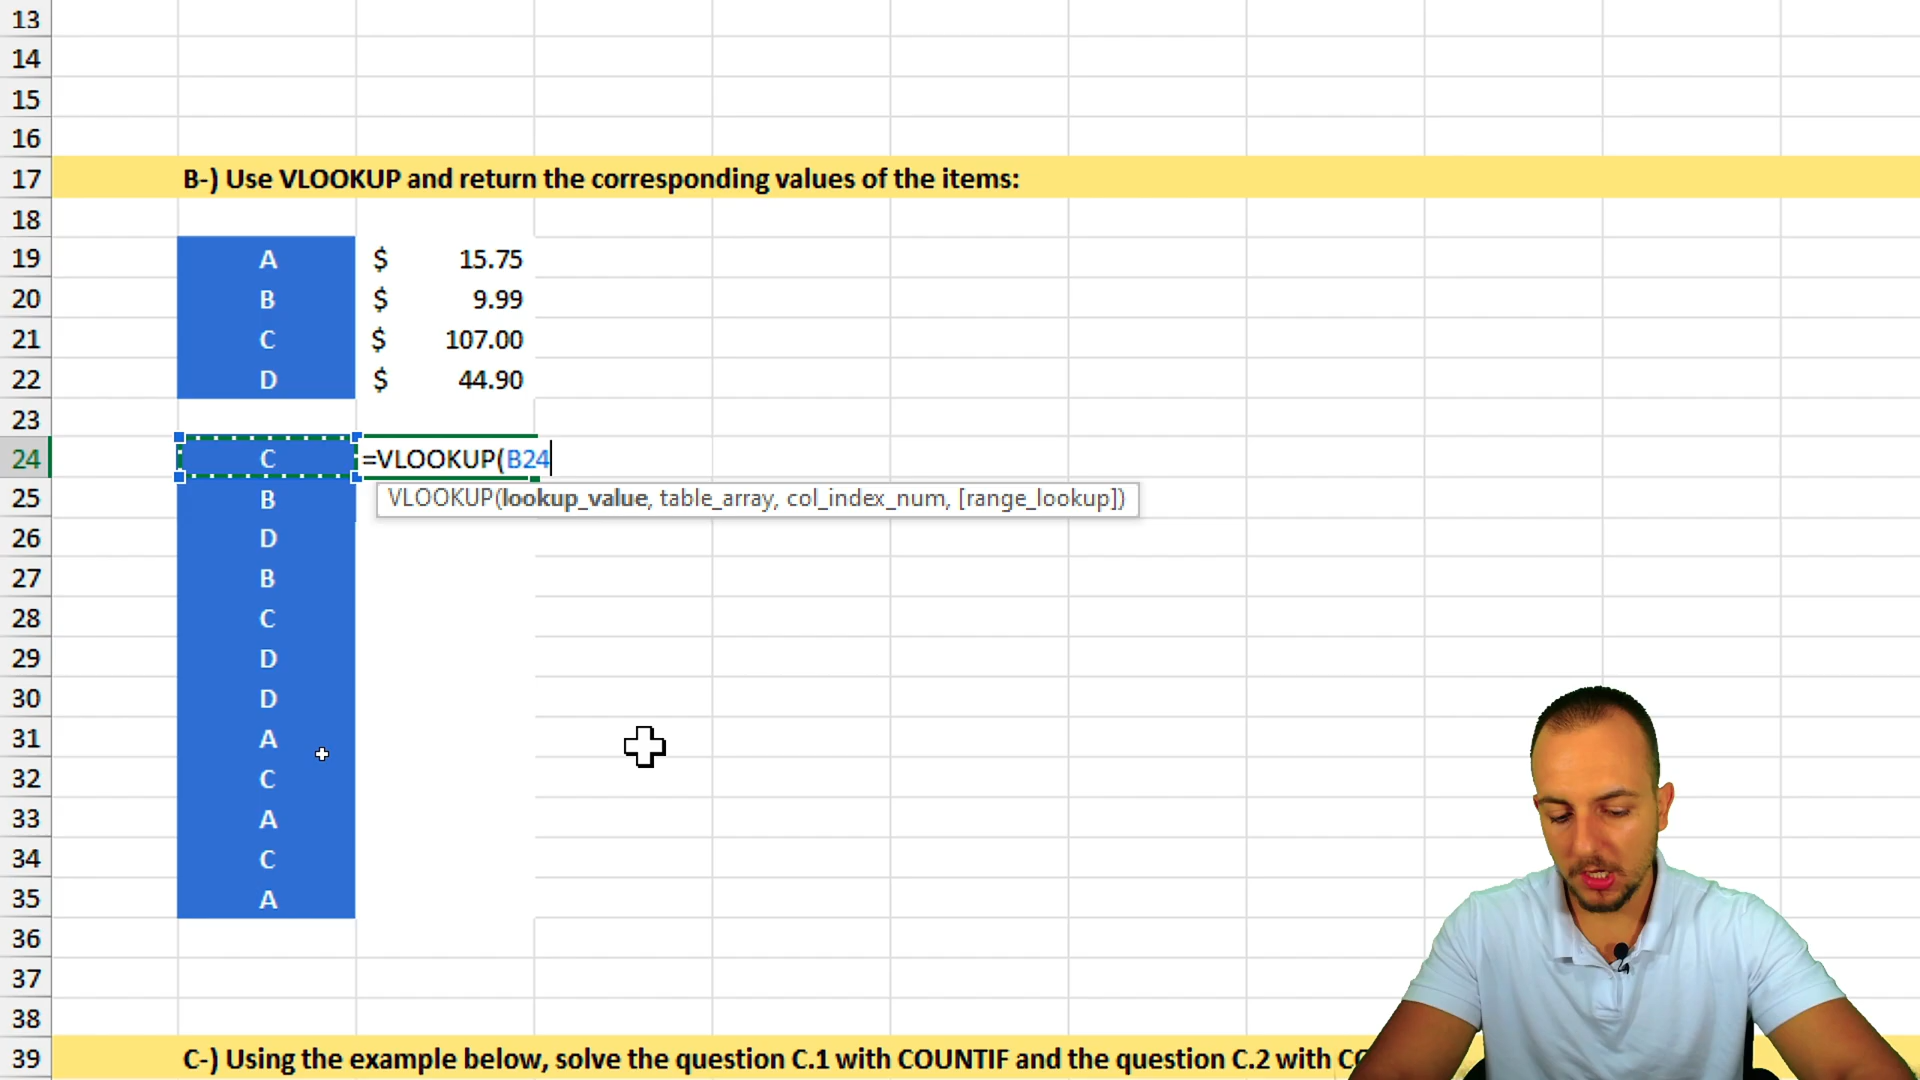 13
14
15
16
17 B-) Use VLOOKUP and return the corresponding values of the items:
18
19 A $ 15.75
20 B $ 9.99
21 C $ 107.00
22 D $ 44.90
23
24 C =VLOOKUP(B24
VLOOKUP(lookup_value, table_array, col_index_num, [range_lookup])
25 B
26 D
27 B
28 C
29 D
30 D
31 A
32 C
33 A
34 C
35 A
36
37
38
39 C-) Using the example below, solve the question C.1 with COUNTIF and the question C.2 with